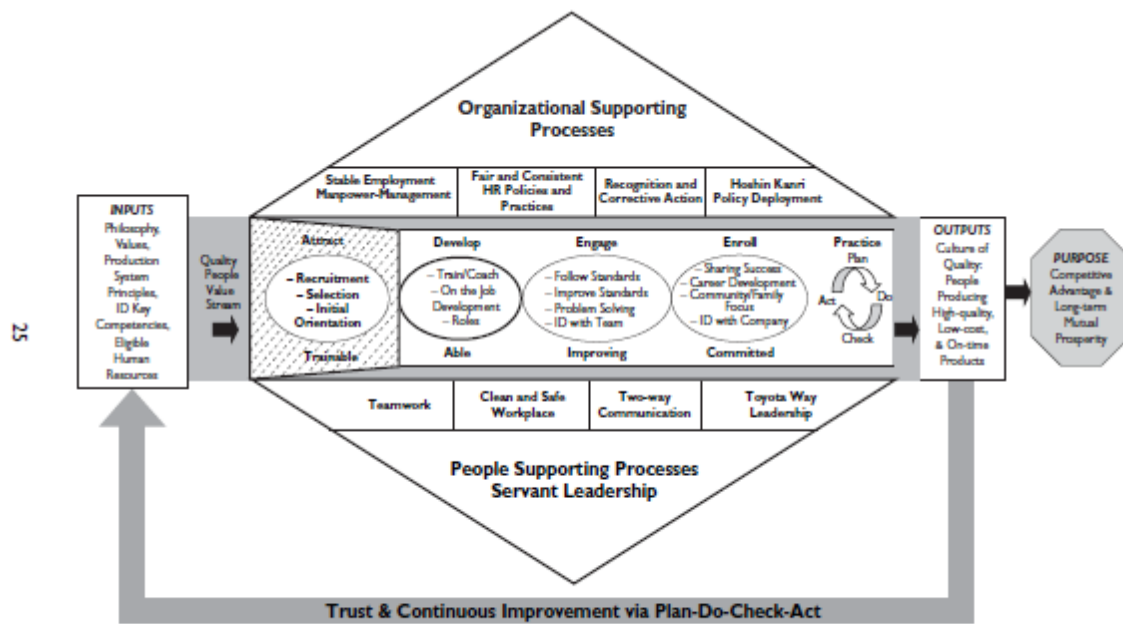 Organizational Supporting
Processes
Stable Employment
Manpower-Management
Fair and Consistent
HR Policies and
Practices
Recognition and
Corrective Action
Hoshin Kanri
Policy Deployment
INPUTS
Philosophy,
Values,
Production
System
Principles,
ID Key
Competencies,
Eligible
Human
Resources
Quality
People
Value
Stream
Attract
– Recruitment
– Selection
– Initial
Orientation
Trainable
Develop
– Train/Coach
– On the Job
Development
– Roles
Able
Engage
– Follow Standards
– Improve Standards
– Problem Solving
– ID with Team
Improving
Enroll
– Sharing Success
– Career Development
– Community/Family
Focus
– ID with Company
Committed
Practice
Plan
Do
Check
Act
OUTPUTS
Culture of
Quality:
People
Producing
High-quality,
Low-cost,
& On-time
Products
PURPOSE
Competitive
Advantage &
Long-term
Mutual
Prosperity
25
Teamwork
Clean and Safe
Workplace
Two-way
Communication
Toyota Way
Leadership
People Supporting Processes
Servant Leadership
Trust & Continuous Improvement via Plan-Do-Check-Act